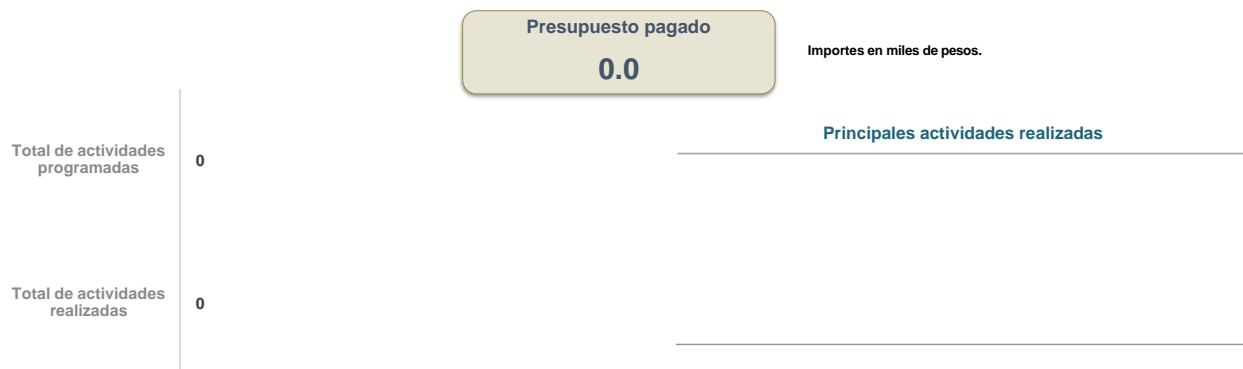 Presupuesto pagado
0.0
Importes en miles de pesos.
Total de actividades
programadas
0
Total de actividades
realizadas
0
Principales actividades realizadas